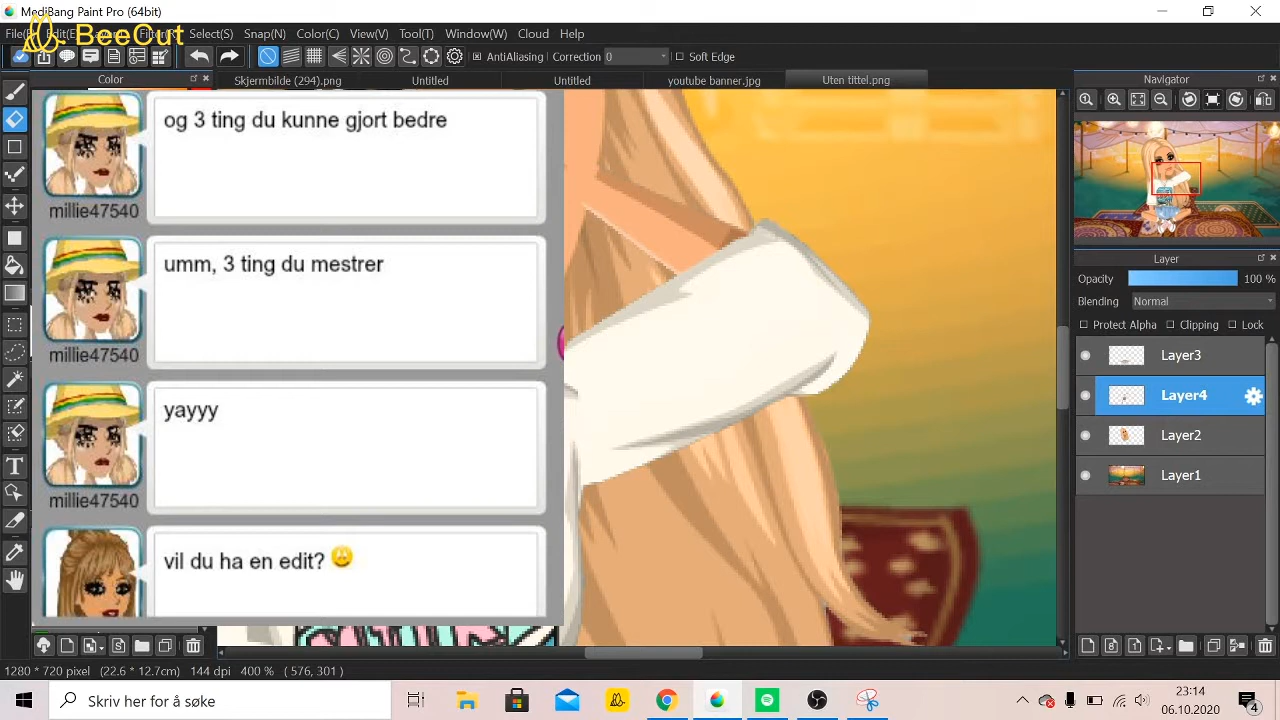 MediBang Paint Pro (64bit)
BeeCut
Select(S) Snap(N) Color(C) View(V) Tool(T) Window(W) Cloud Help
AntiAliasing Correction 0 Soft Edge
Color
Skjermbilde (294).png Untitled Untitled youtube banner.jpg Uten tittel.png
Navigator
og 3 ting du kunne gjort bedre
millie47540
umm, 3 ting du mestrer
millie47540
yayyy
millie47540
vil du ha en edit?
Layer
Opacity 100 %
Blending Normal
Protect Alpha Clipping Lock
Layer3
Layer4
Layer2
Layer1
1280 * 720 pixel (22.6 * 12.7cm) 144 dpi 400 % ( 576, 301 )
Skriv her for å søke
23:14
06.10.2020
4